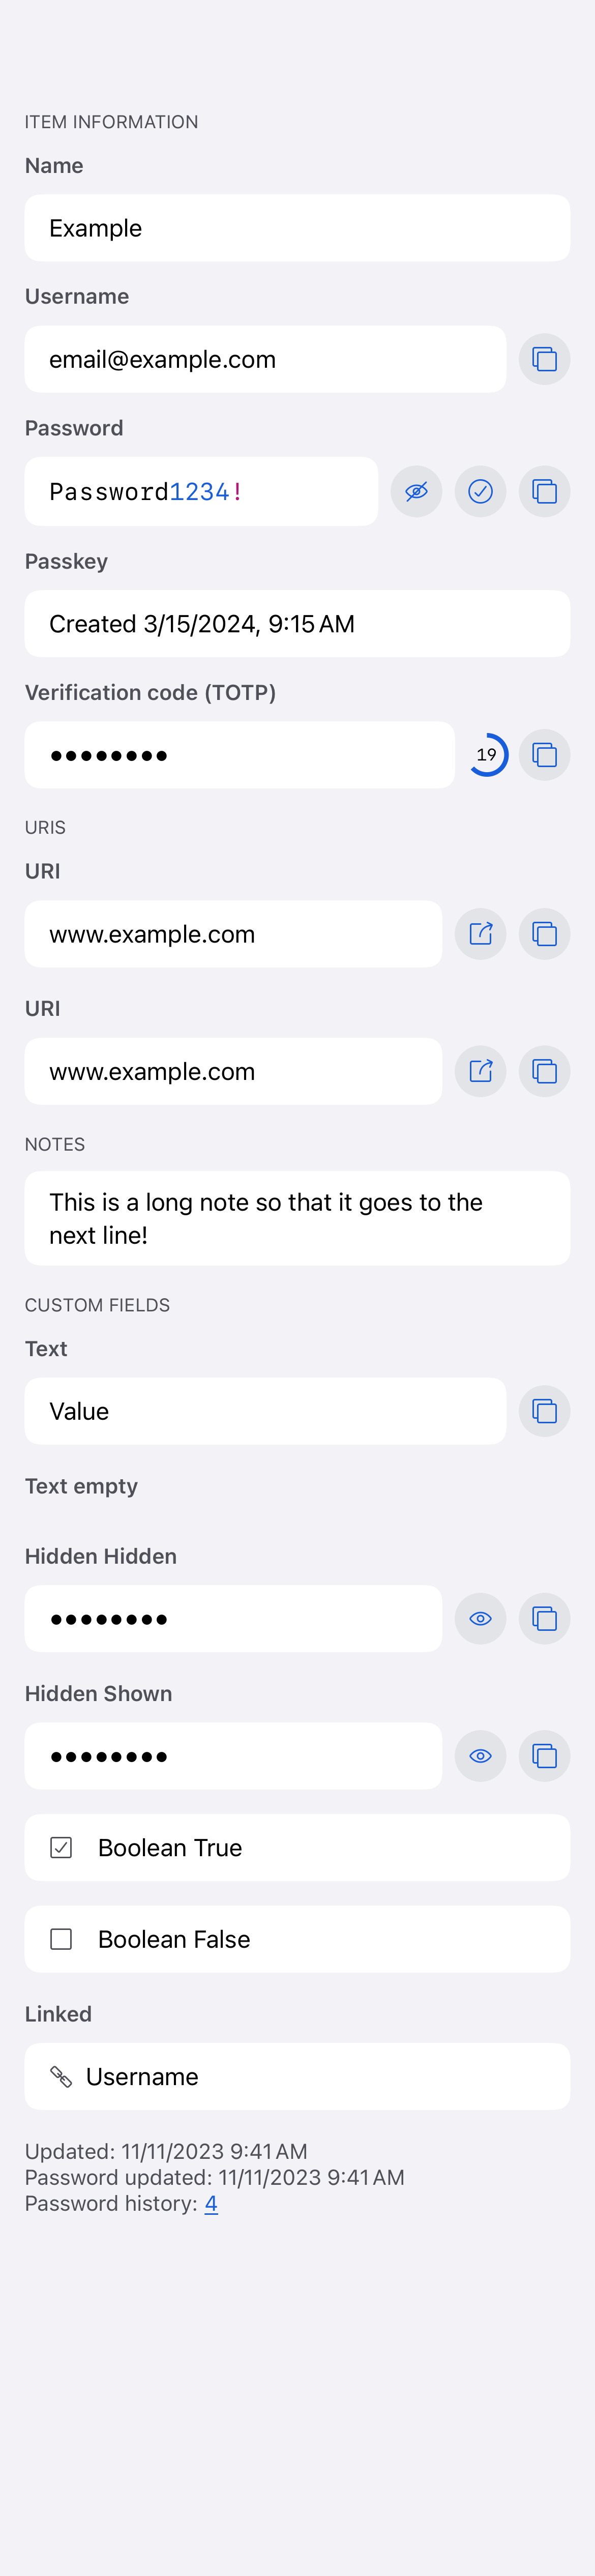 ITEM INFORMATION
Name
Example
Username
email@example.com
Password
Password1234!
Passkey
Created 3/15/2024, 9:15 AM
Verification code (TOTP)
●●●●●●●●
19
URIS
URI
www.example.com
URI
www.example.com
NOTES
This is a long note so that it goes to the
next line!
CUSTOM FIELDS
Text
Value
Text empty
Hidden Hidden
●●●●●●●●
Hidden Shown
●●●●●●●●
Boolean True
Boolean False
Linked
Username
Updated: 11/11/2023 9:41 AM
Password updated: 11/11/2023 9:41 AM
Password history: 4